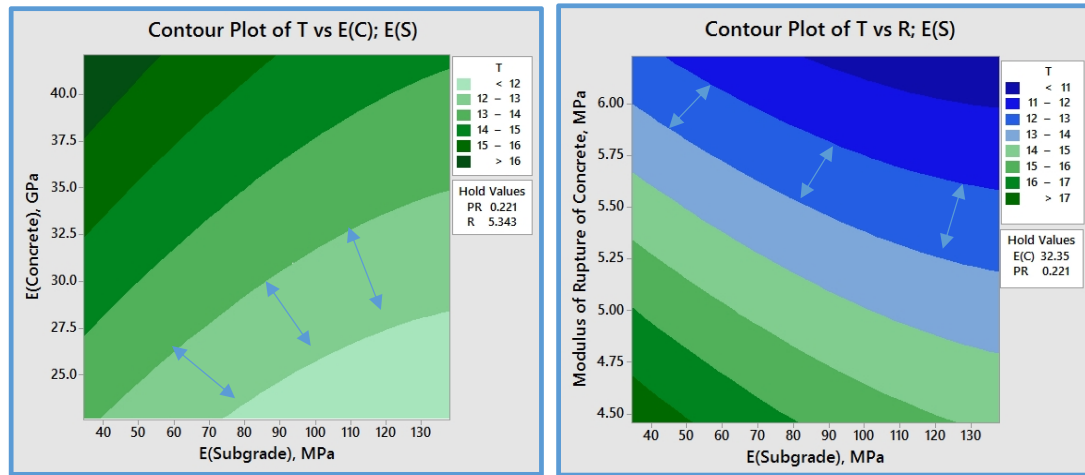 Contour Plot of T vs E(C); E(S)
T
< 12
12 – 13
13 – 14
14 – 15
15 – 16
> 16
Hold Values
PR 0.221
R 5.343
E(Concrete), GPa
40.0
37.5
35.0
32.5
30.0
27.5
25.0
40 50 60 70 80 90 100 110 120 130
E(Subgrade), MPa
Contour Plot of T vs R; E(S)
T
< 11
11 – 12
12 – 13
13 – 14
14 – 15
15 – 16
16 – 17
> 17
Hold Values
E(C) 32.35
PR 0.221
Modulus of Rupture of Concrete, MPa
6.00
5.75
5.50
5.25
5.00
4.75
4.50
40 50 60 70 80 90 100 110 120 130
E(Subgrade), MPa